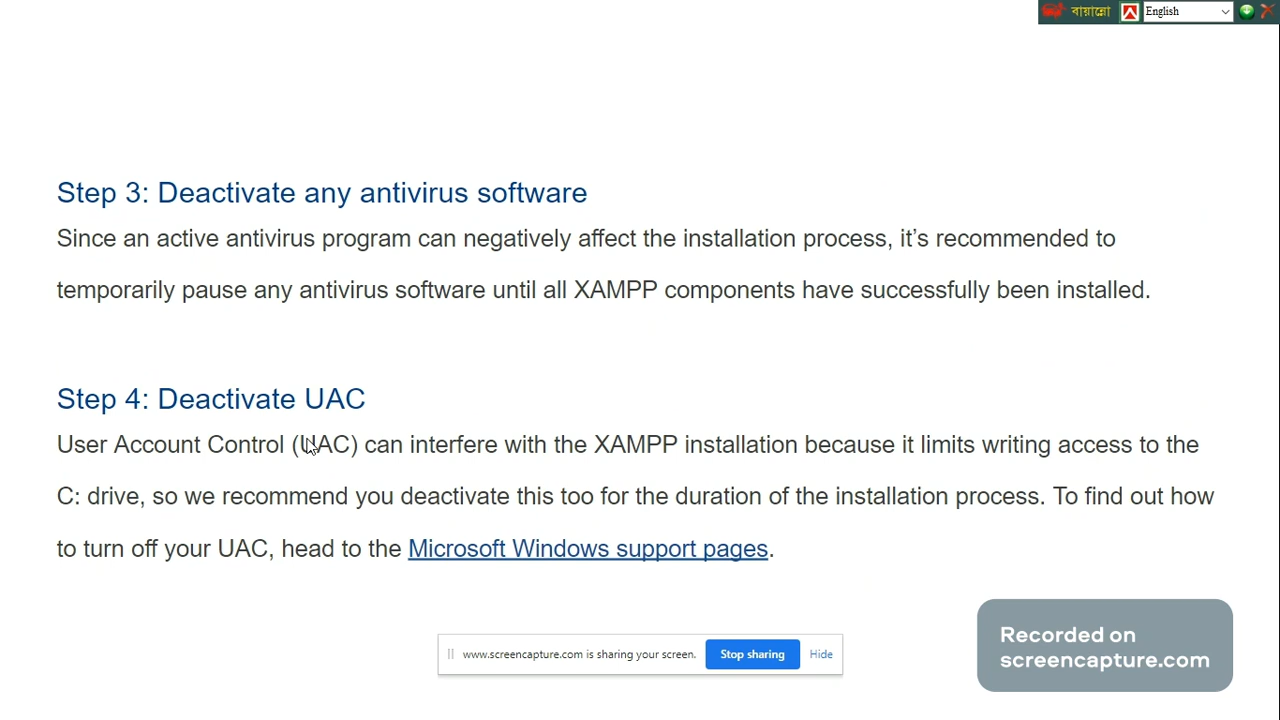 বায়ান্নো English
Step 3: Deactivate any antivirus software
Since an active antivirus program can negatively affect the installation process, it’s recommended to
temporarily pause any antivirus software until all XAMPP components have successfully been installed.
Step 4: Deactivate UAC
User Account Control (UAC) can interfere with the XAMPP installation because it limits writing access to the
C: drive, so we recommend you deactivate this too for the duration of the installation process. To find out how
to turn off your UAC, head to the Microsoft Windows support pages.
www.screencapture.com is sharing your screen. Stop sharing Hide
Recorded on
screencapture.com